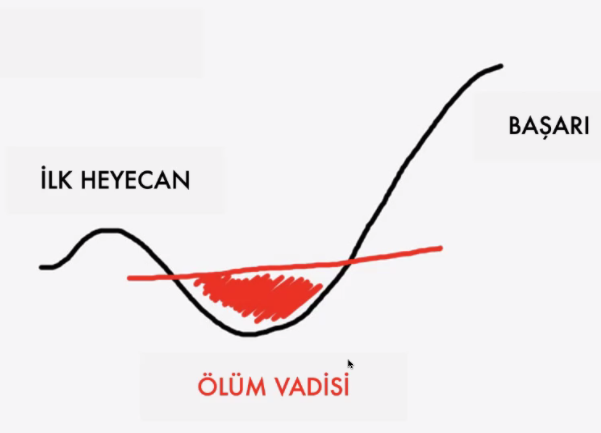 İLK HEYECAN
BAŞARI
ÖLÜM VADİSİ